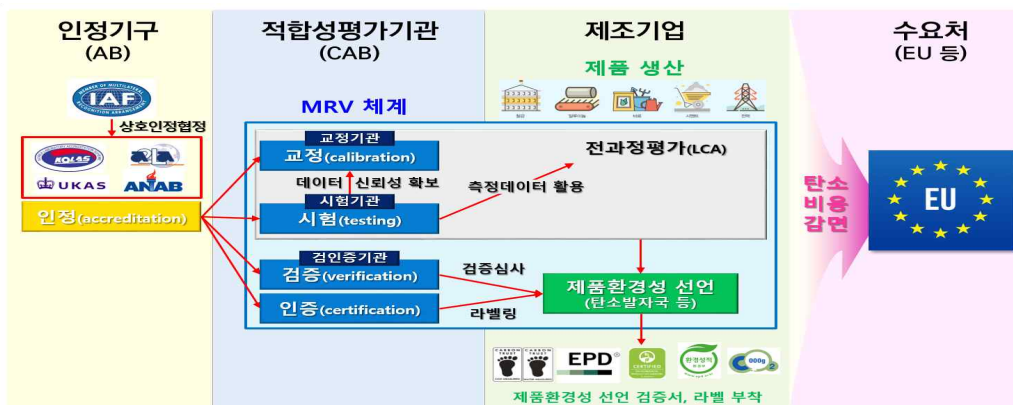 인정기구
(AB)
적합성평가기관
(CAB)
제조기업
수요처
(EU 등)
제품 생산
IAF
상호인정협정
KOLAS
UKAS
ANAB
인정(accreditation)
MRV 체계
교정기관
교정(calibration)
데이터 신뢰성 확보
시험기관
시험(testing)
검인증기관
검증(verification)
인증(certification)
전과정평가(LCA)
측정데이터 활용
검증심사
라벨링
제품환경성 선언
(탄소발자국 등)
EPD
CERTIFIED
환경성적
제품환경성 선언 검증서, 라벨 부착
탄소
비용
감면
EU